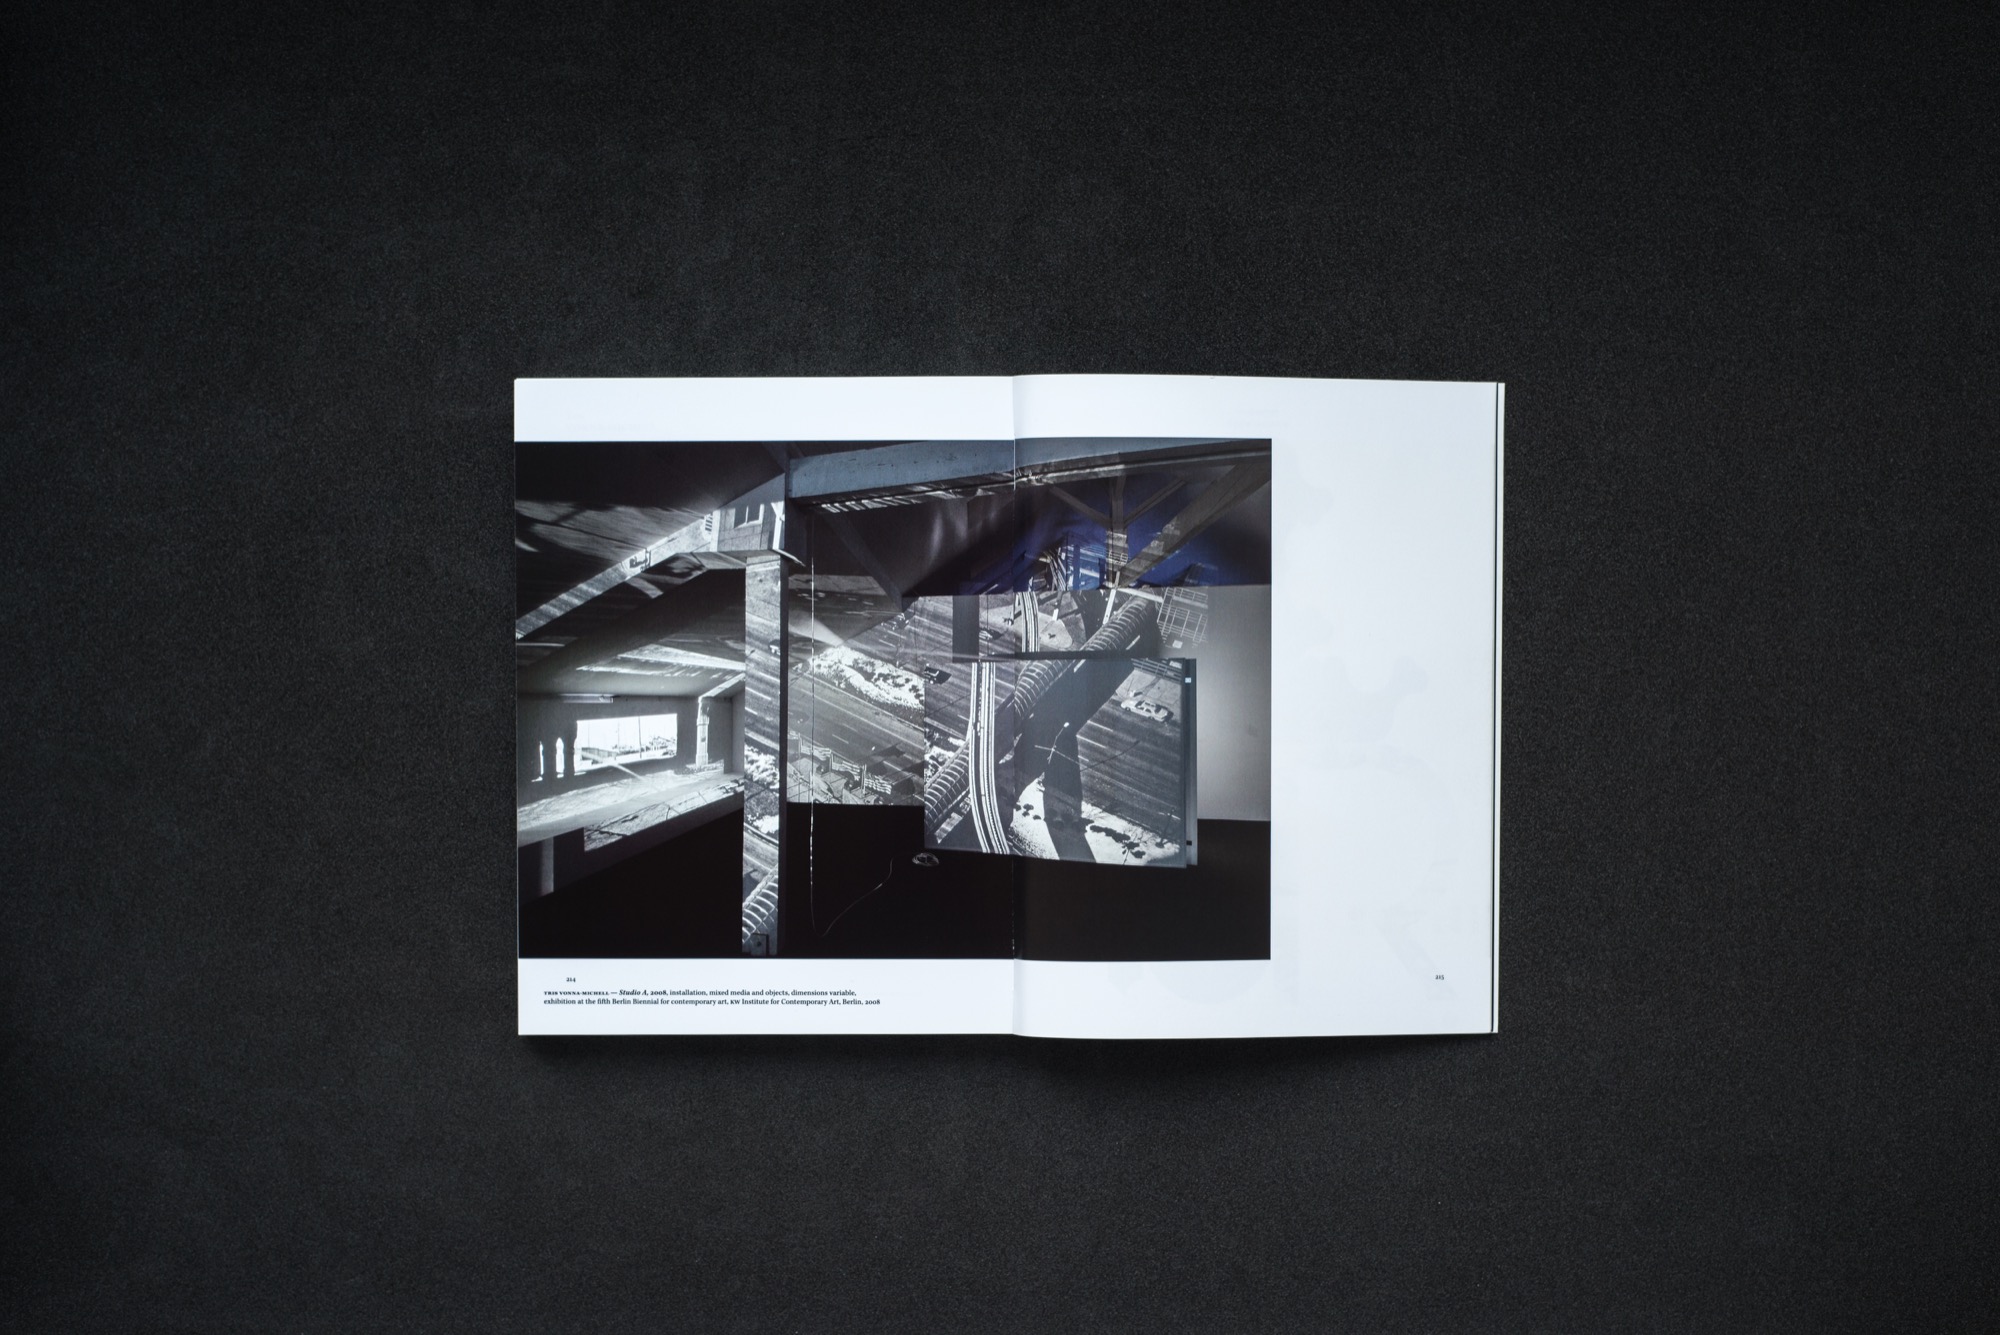 214
TRIS VONNA-MICHELL — Studio A, 2008, installation, mixed media and objects, dimensions variable,
exhibition at the fifth Berlin Biennial for contemporary art, KW Institute for Contemporary Art, Berlin, 2008
215